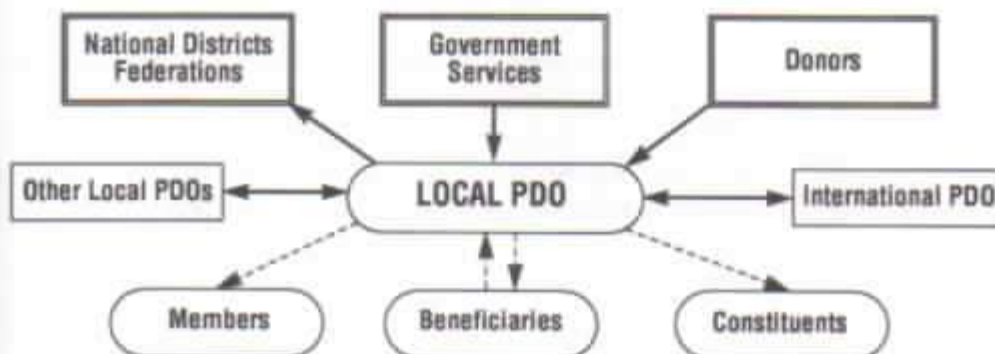 National Districts
Federations
Government
Services
Donors
Other Local PDOs
LOCAL PDO
International PDO
Members
Beneficiaries
Constituents